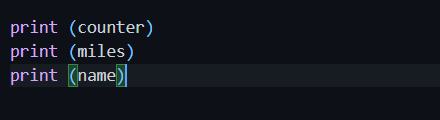 print (counter)
print (miles)
print (name)